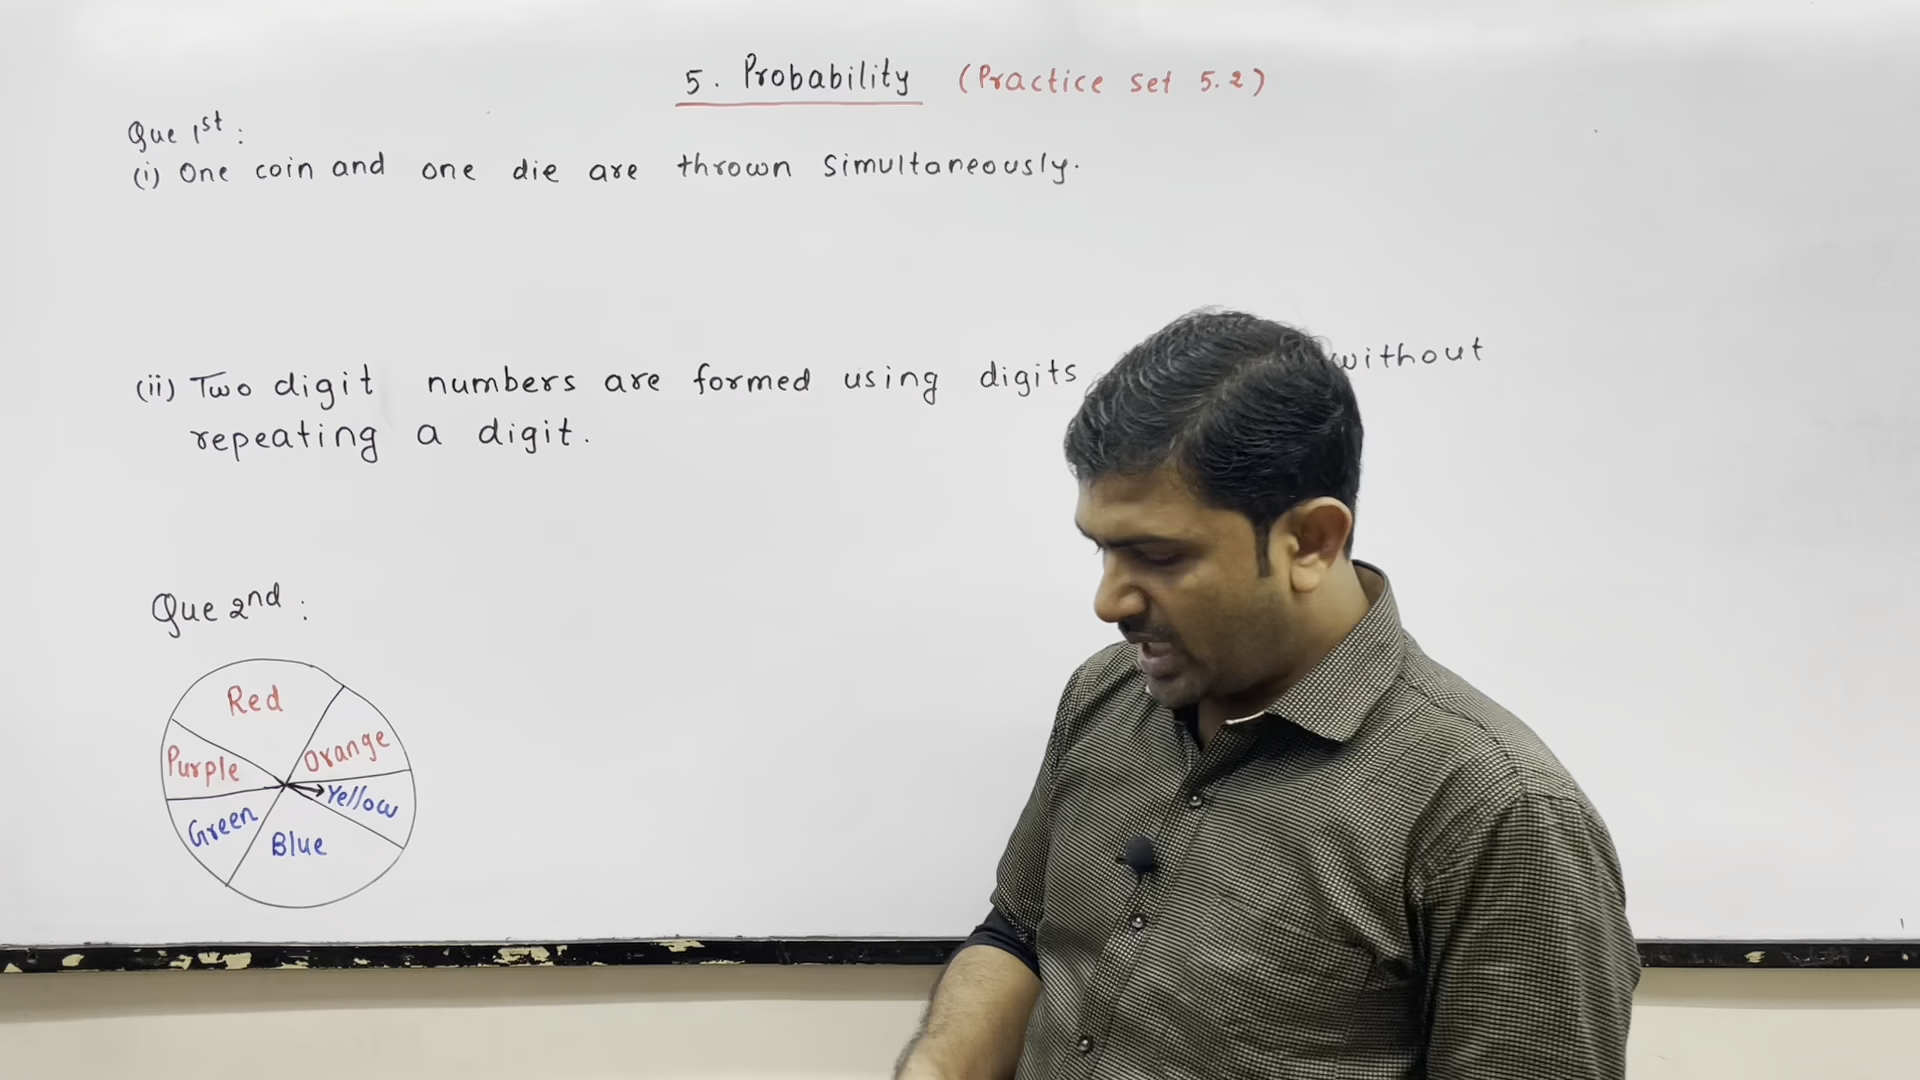 5. Probability (Practice Set 5.2)
Que 1st:
(i) One coin and one die are thrown simultaneously.
(ii) Two digit numbers are formed using digits without
repeating a digit.
Que 2nd:
Red
Orange
Purple
Yellow
Green
Blue